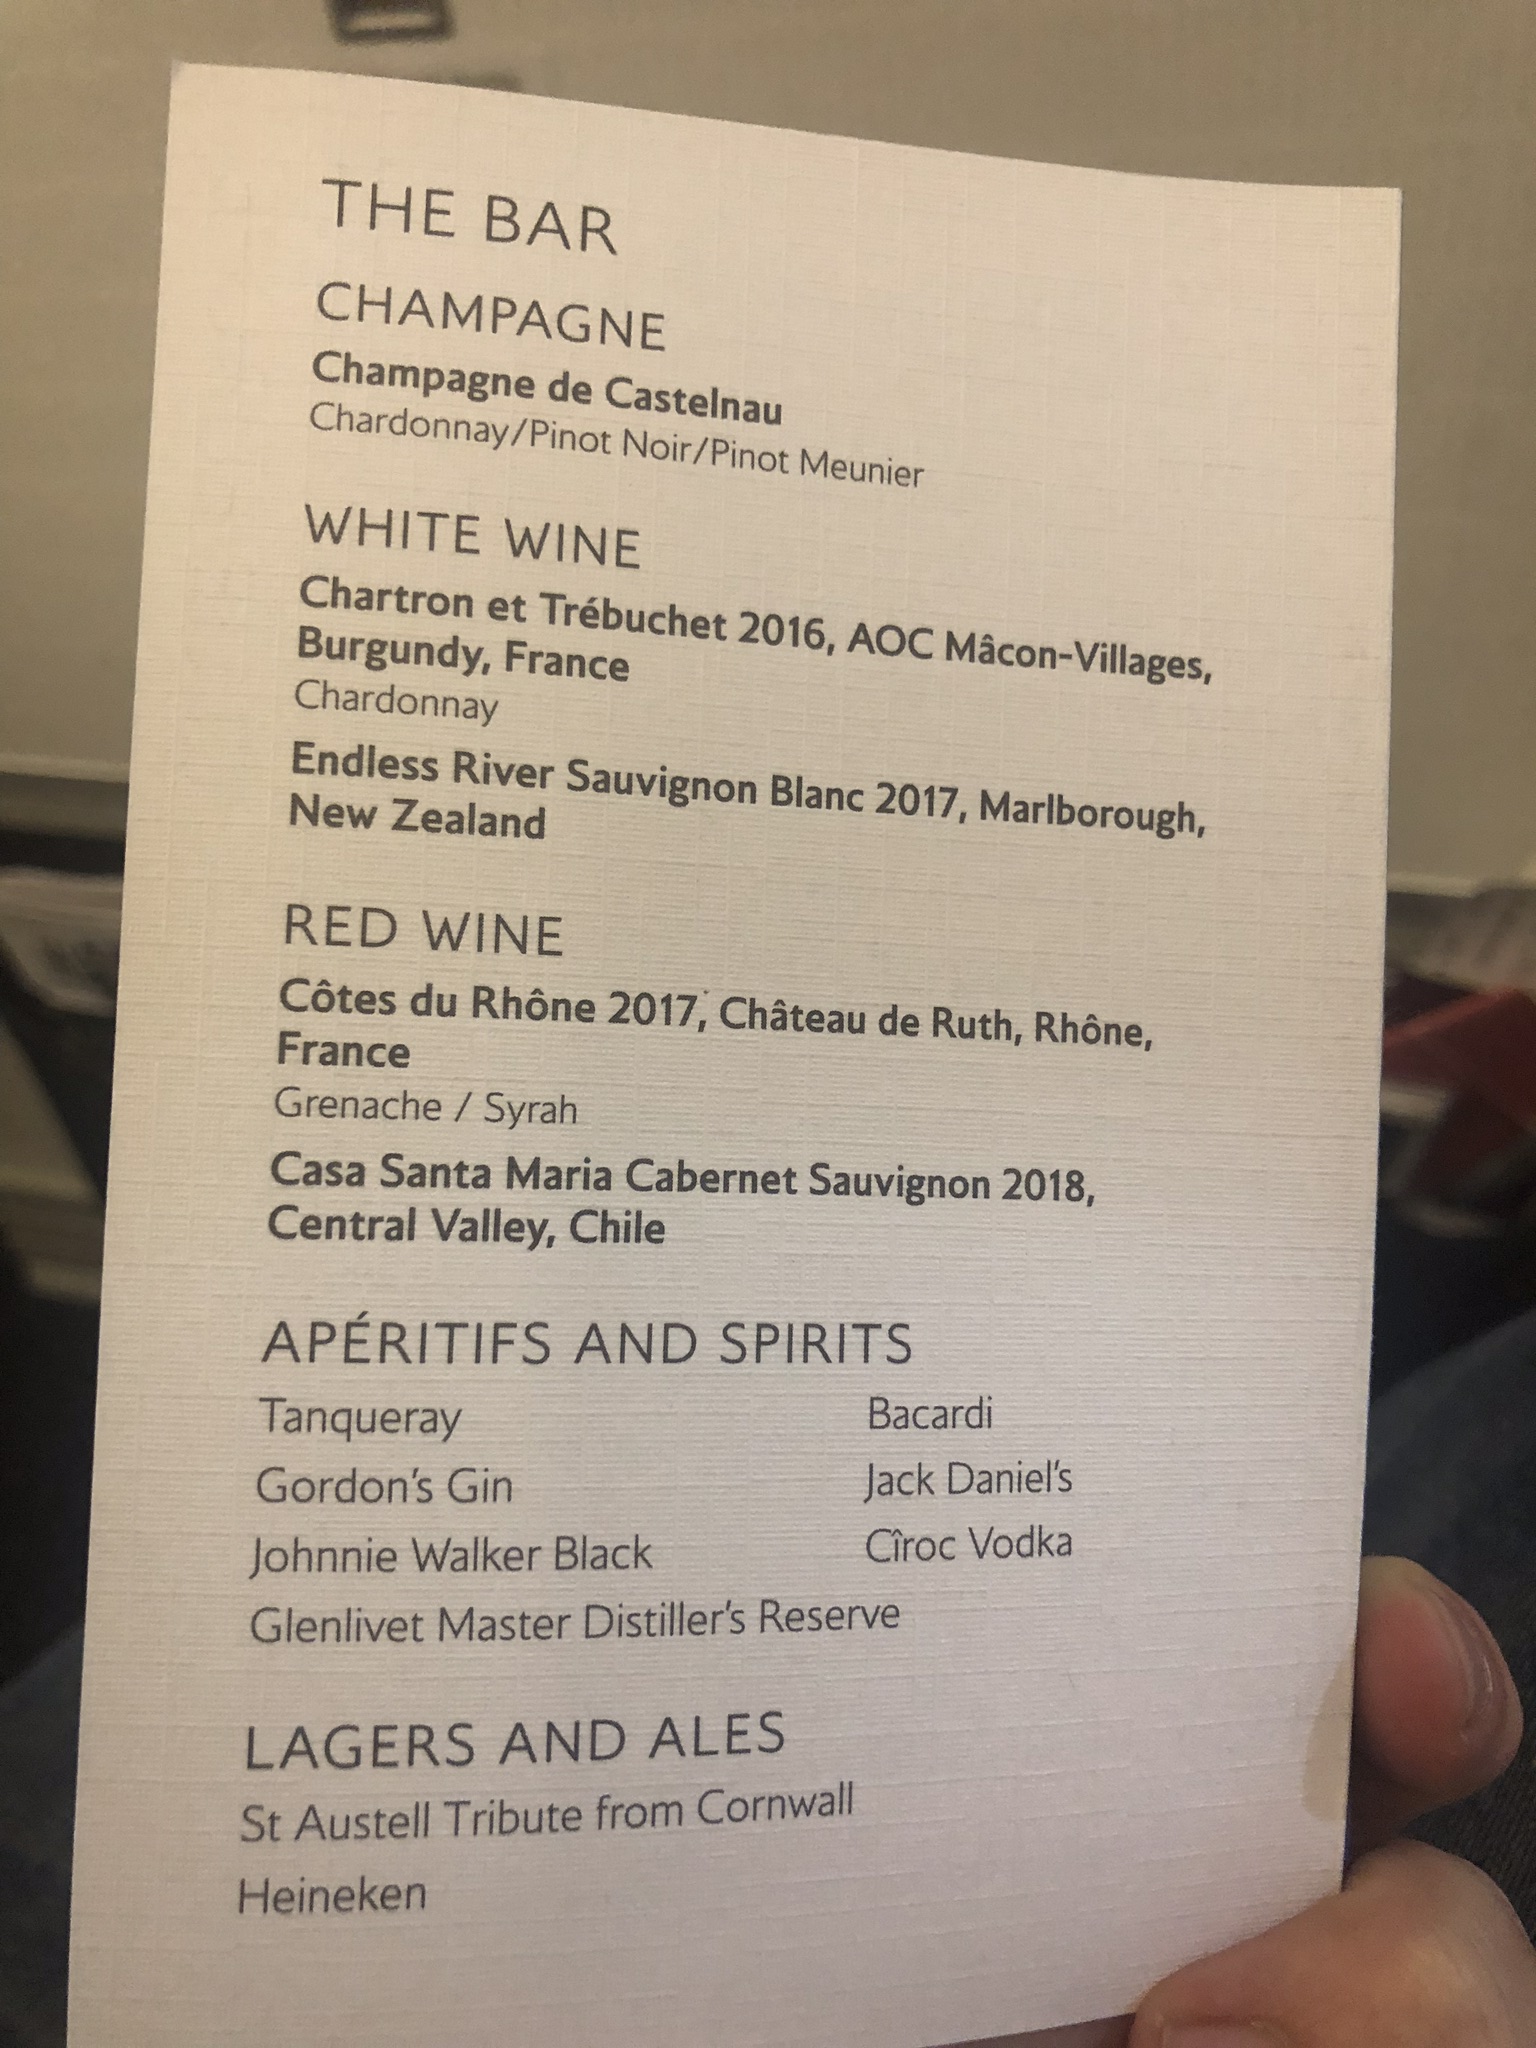 THE BAR
CHAMPAGNE
Champagne de Castelnau
Chardonnay/Pinot Noir/Pinot Meunier
WHITE WINE
Chartron et Trébuchet 2016, AOC Mâcon-Villages,
Burgundy, France
Chardonnay
Endless River Sauvignon Blanc 2017, Marlborough,
New Zealand
RED WINE
Côtes du Rhône 2017, Château de Ruth, Rhône,
France
Grenache / Syrah
Casa Santa Maria Cabernet Sauvignon 2018,
Central Valley, Chile
APÉRITIFS AND SPIRITS
Tanqueray
Gordon's Gin
Johnnie Walker Black
Glenlivet Master Distiller's Reserve
Bacardi
Jack Daniel's
Cîroc Vodka
LAGERS AND ALES
St Austell Tribute from Cornwall
Heineken